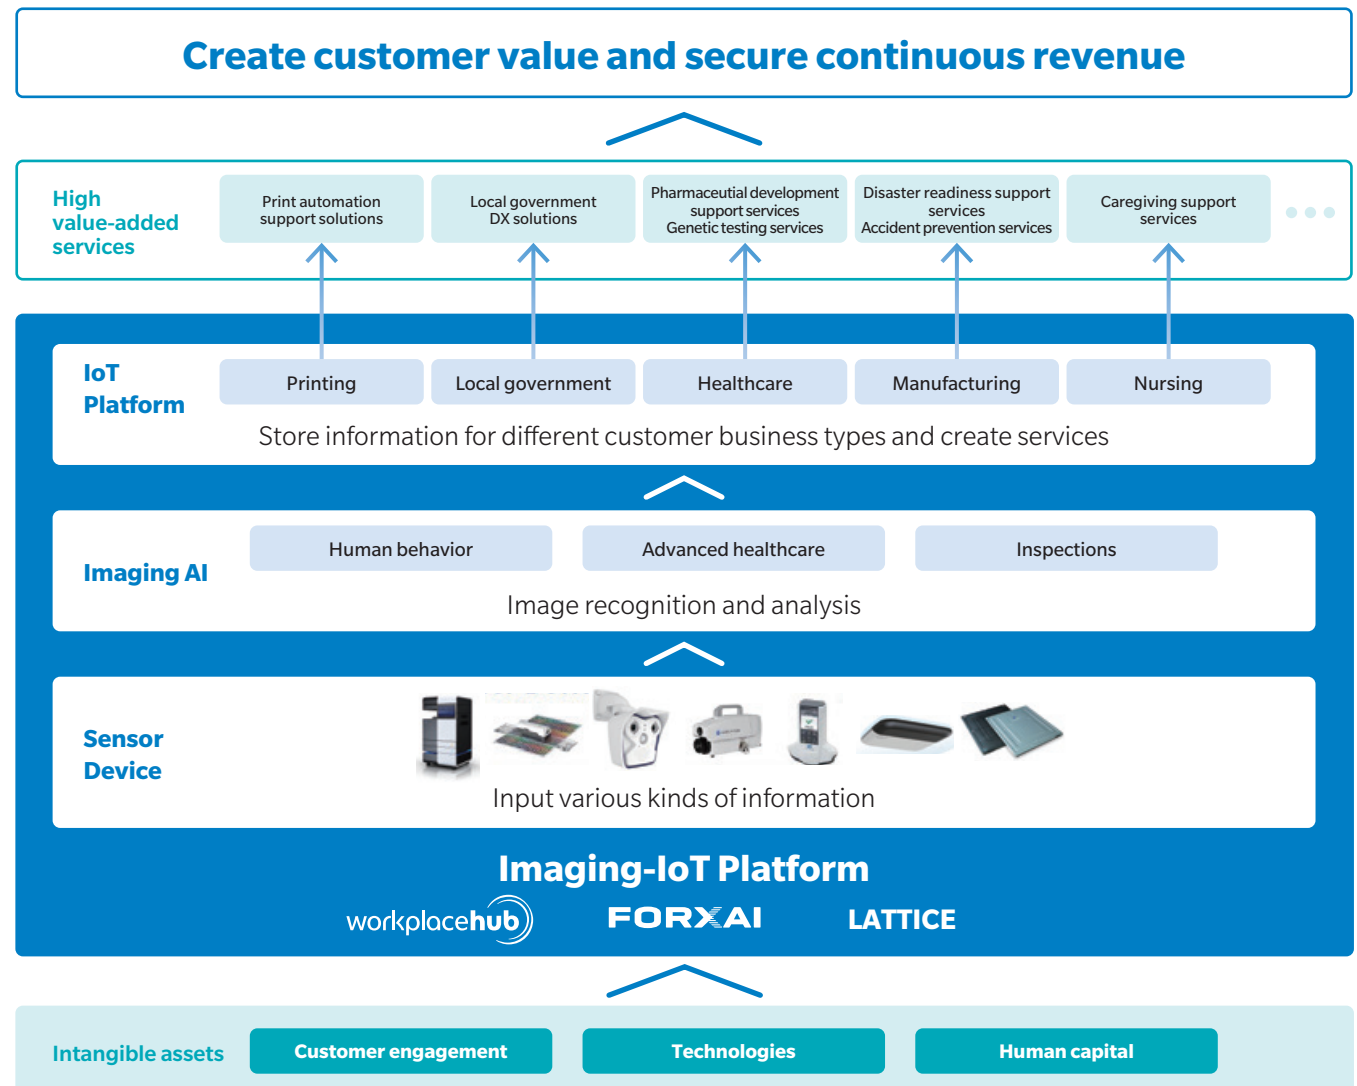 Create customer value and secure continuous revenue
High
value-added
services
Print automation
support solutions
Local government
DX solutions
Pharmaceutial development
support services
Genetic testing services
Disaster readiness support
services
Accident prevention services
Caregiving support
services
IoT
Platform
Printing
Local government
Healthcare
Manufacturing
Nursing
Store information for different customer business types and create services
Imaging AI
Human behavior
Advanced healthcare
Inspections
Image recognition and analysis
Sensor
Device
Input various kinds of information
Imaging-IoT Platform
workplacehub
FORXAI
LATTICE
Intangible assets
Customer engagement
Technologies
Human capital